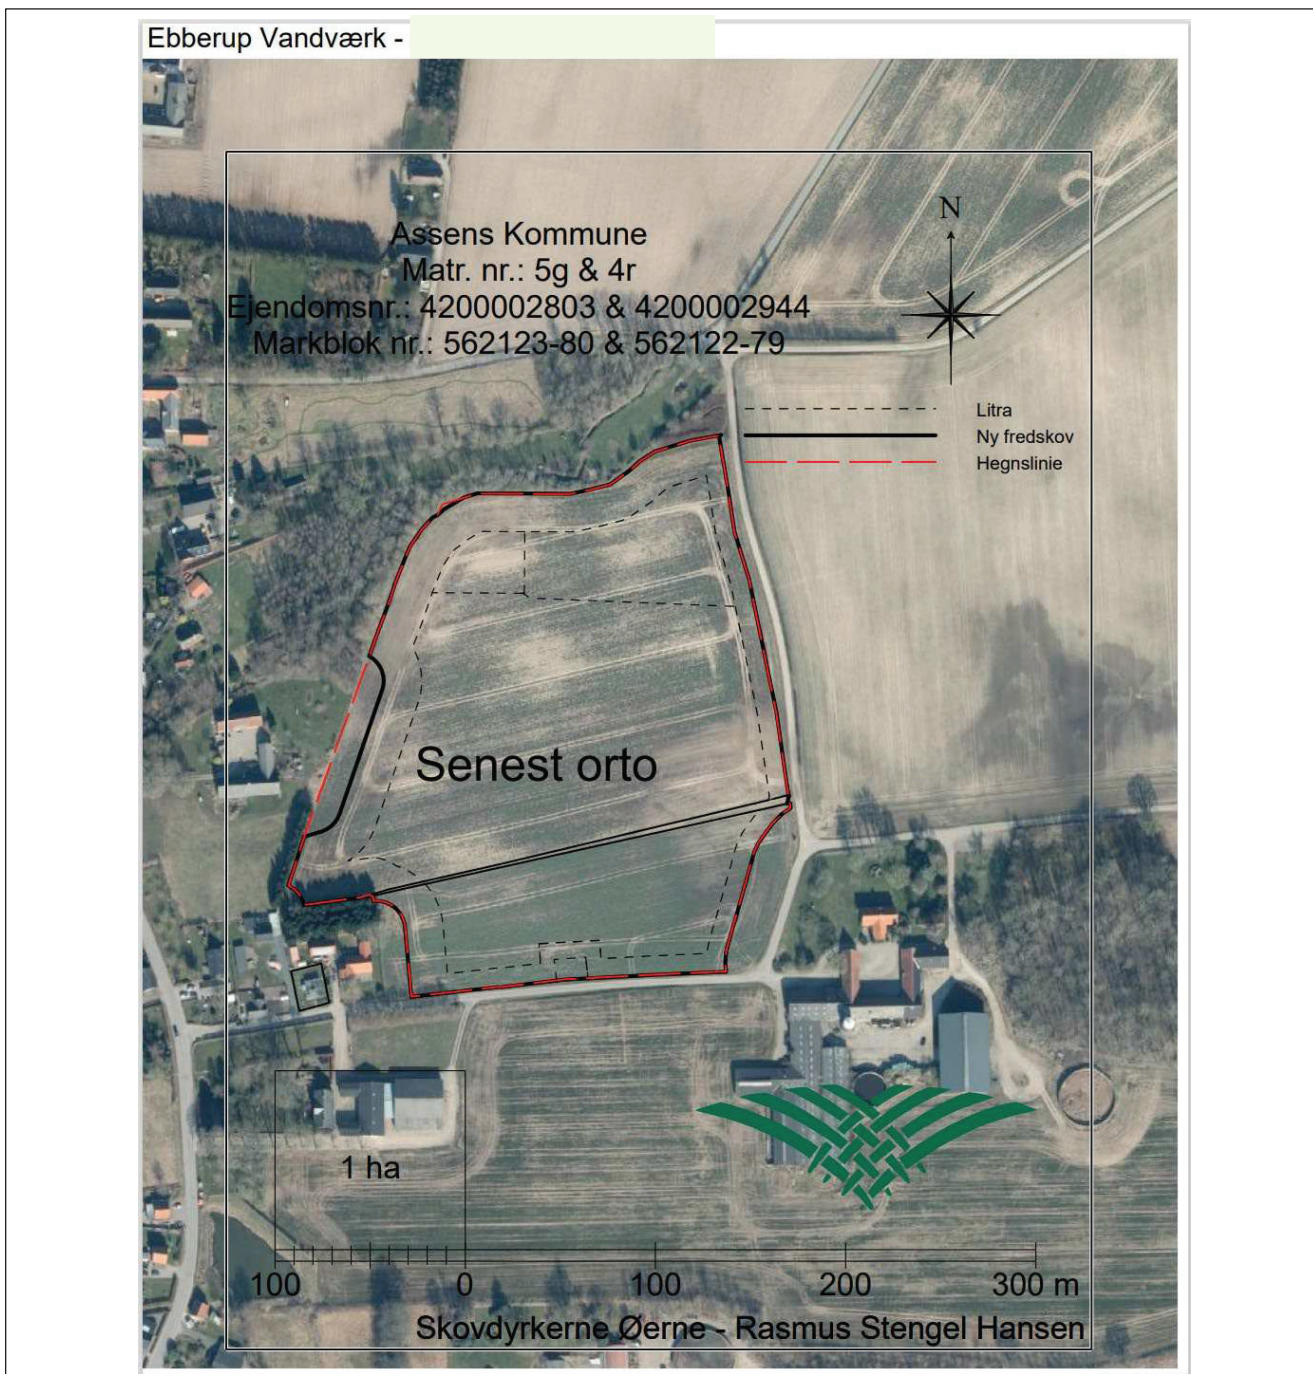 Ebberup Vandværk -
Assens Kommune
Matr. nr.: 5g & 4r
Ejendomsnr.: 4200002803 & 4200002944
Markblok nr.: 562123-80 & 562122-79
N
Litra
Ny fredskov
Hegnslinie
Senest orto
1 ha
100 0 100 200 300 m
Skovdyrkerne Øerne - Rasmus Stengel Hansen